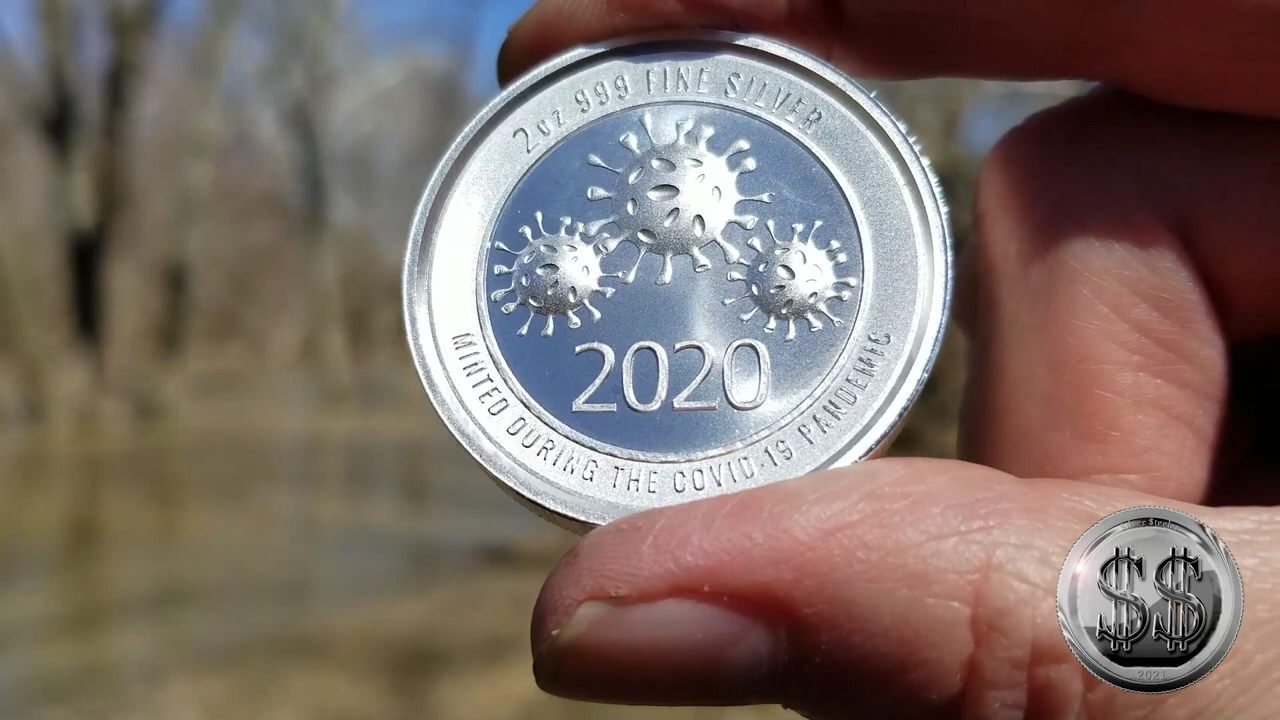 2oz 999 FINE SILVER
2020
MINTED DURING THE COVID-19 PANDEMIC
$$
2021